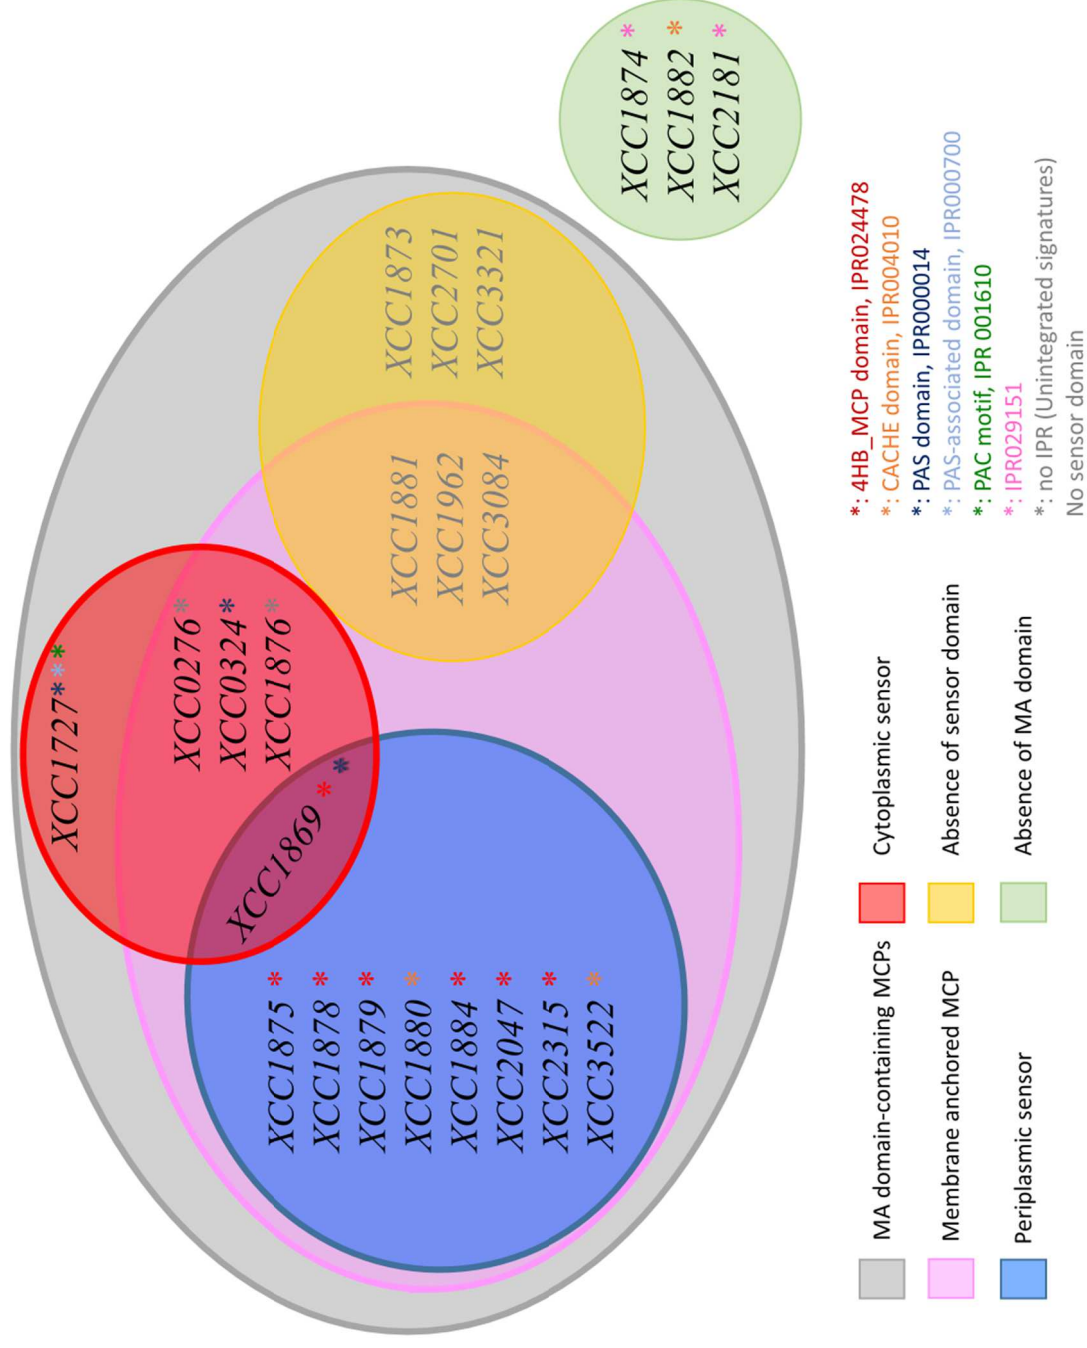 XCC1727***
XCC0276*
XCC0324*
XCC1876*
XCC1869 * *
XCC1875 *
XCC1878 *
XCC1879 *
XCC1880 *
XCC1884 *
XCC2047 *
XCC2315 *
XCC3522 *
XCC1881
XCC1962
XCC3084
XCC1873
XCC2701
XCC3321
XCC1874 *
XCC1882 *
XCC2181 *
MA domain-containing MCPs
Membrane anchored MCP
Periplasmic sensor
Cytoplasmic sensor
Absence of sensor domain
Absence of MA domain
*: 4HB_MCP domain, IPR024478
*: CACHE domain, IPR004010
*: PAS domain, IPR000014
*: PAS-associated domain, IPR000700
*: PAC motif, IPR 001610
*: IPR029151
*: no IPR (Unintegrated signatures)
No sensor domain